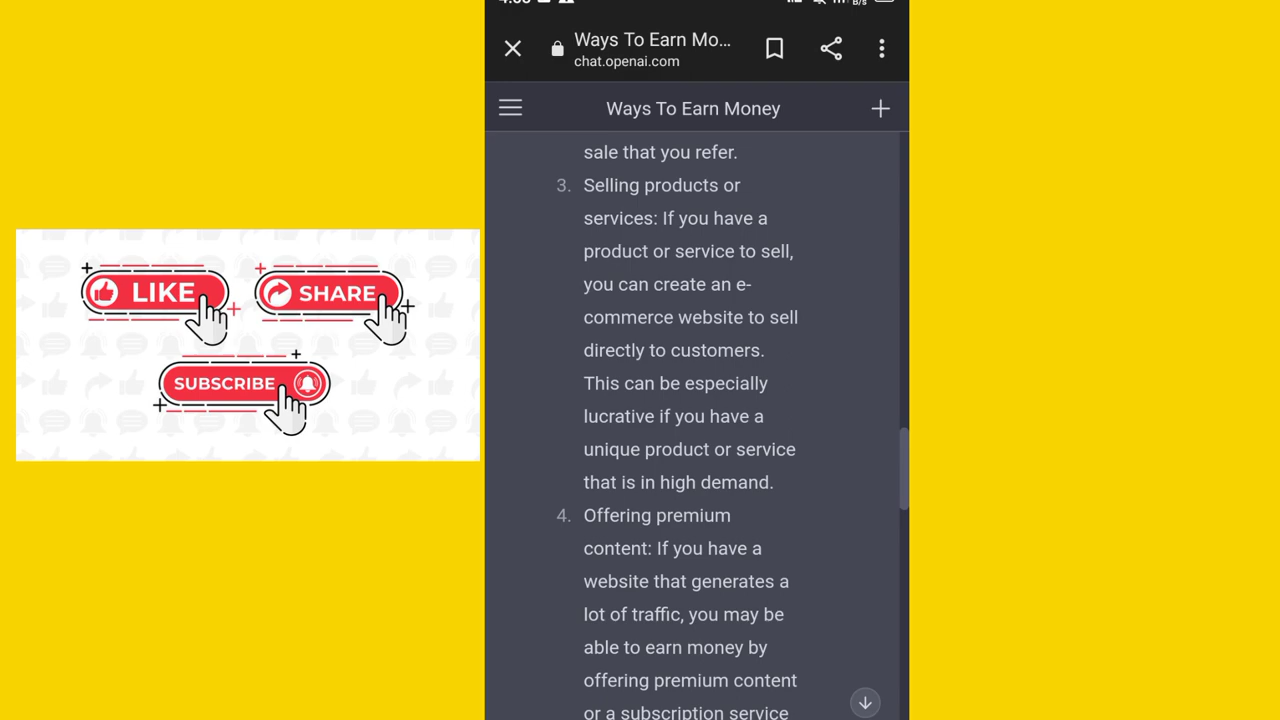 LIKE
SHARE
SUBSCRIBE
Ways To Earn Mo...
chat.openai.com
Ways To Earn Money
sale that you refer.
3. Selling products or
services: If you have a
product or service to sell,
you can create an e-
commerce website to sell
directly to customers.
This can be especially
lucrative if you have a
unique product or service
that is in high demand.
4. Offering premium
content: If you have a
website that generates a
lot of traffic, you may be
able to earn money by
offering premium content
or a subscription service